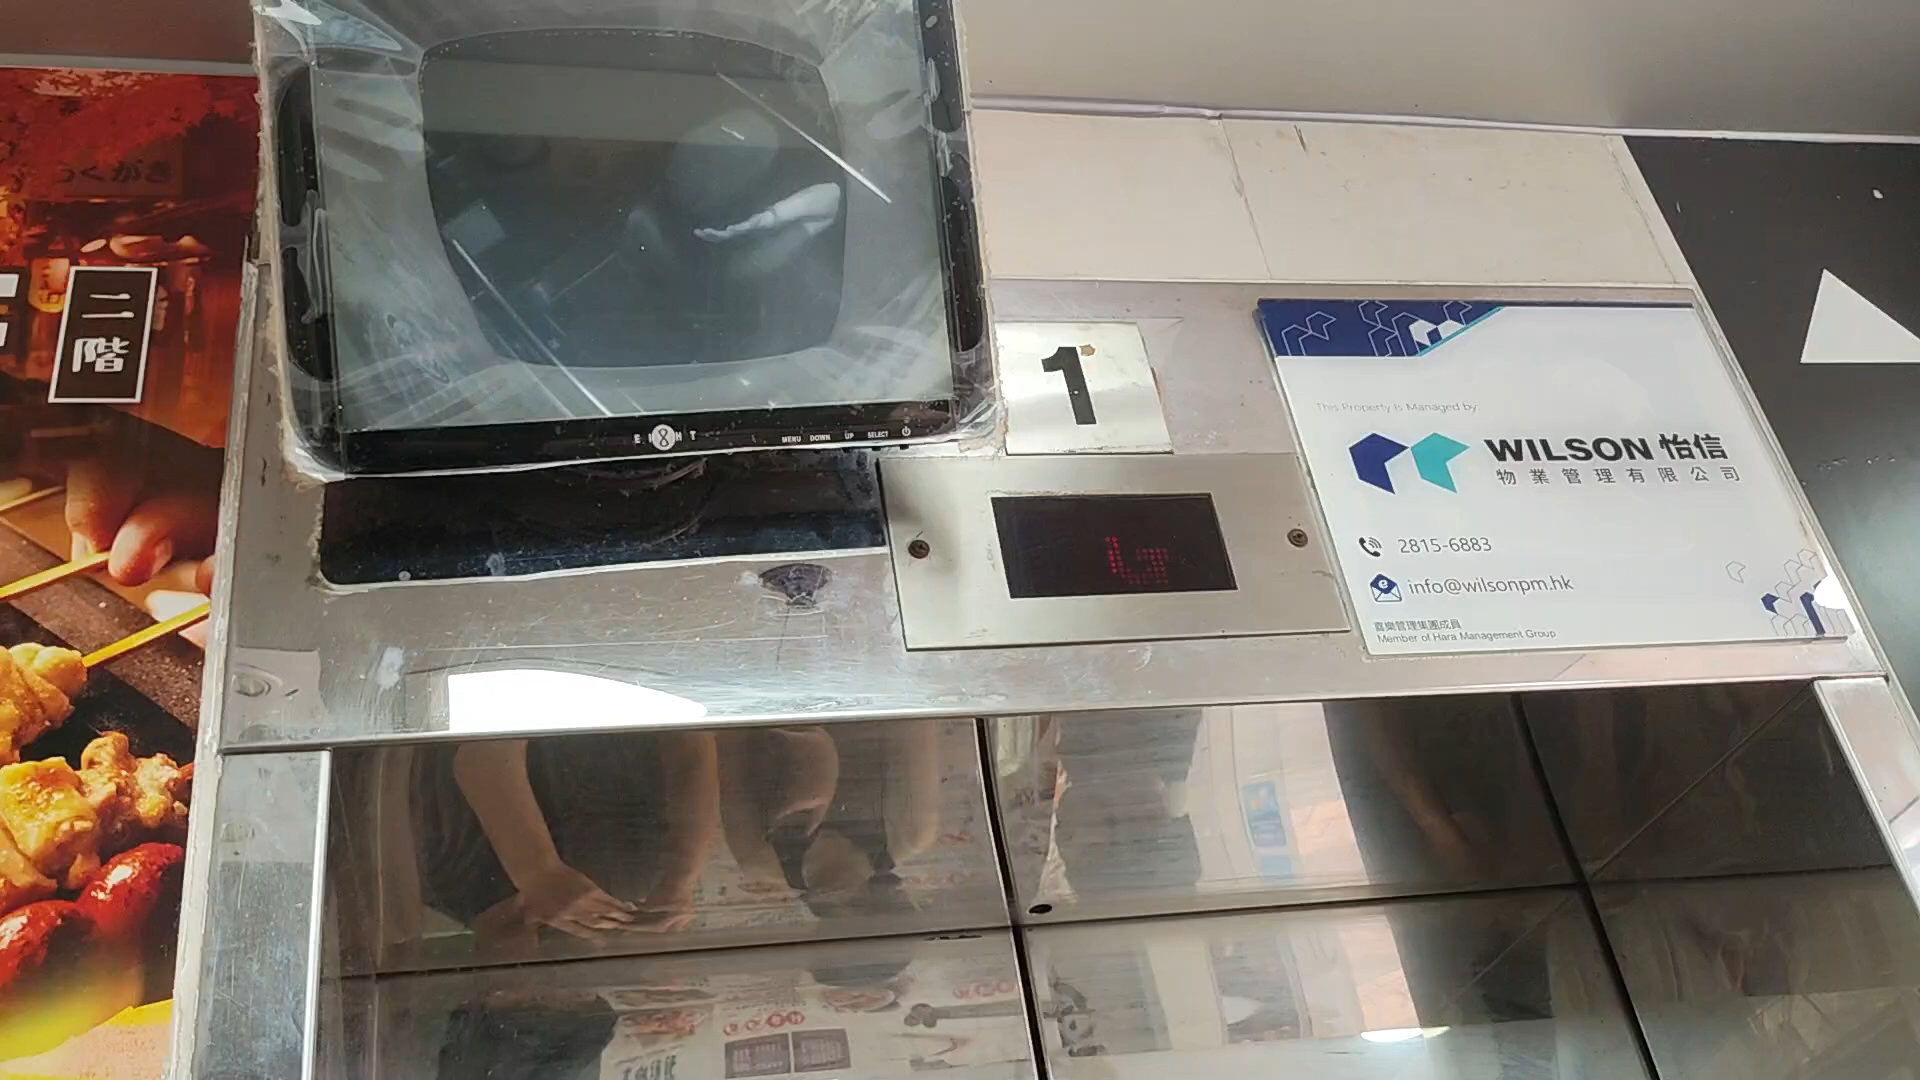 っくがき
二階
EIGHT
MENU DOWN UP SELECT
1
This Property is Managed by:
WILSON 怡信
物業管理有限公司
2815-6883
info@wilsonpm.hk
喜樂管理集團成員
Member of Hara Management Group